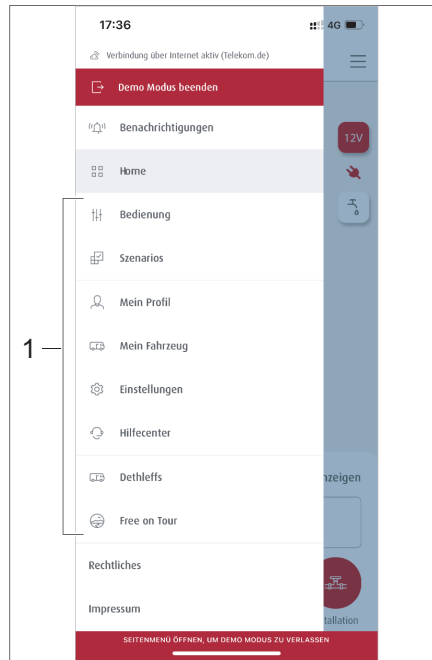 17:36
4G
Verbindung über Internet aktiv (Telekom.de)
Demo Modus beenden
Benachrichtigungen
12V
Home
Bedienung
Szenarios
Mein Profil
1
Mein Fahrzeug
Einstellungen
Hilfecenter
Dethleffs
nzeigen
Free on Tour
Rechtliches
Impressum
tallation
SEITENMENÜ ÖFFNEN, UM DEMO MODUS ZU VERLASSEN